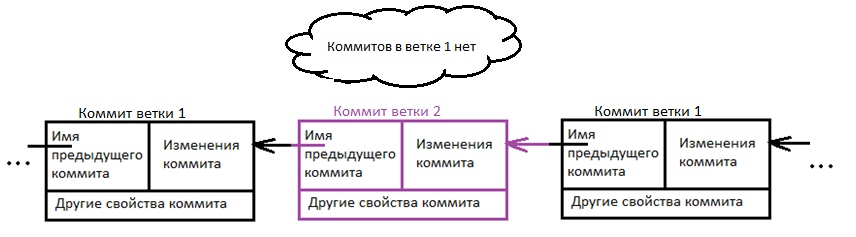 Коммитов в ветке 1 нет
Коммит ветки 1
Коммит ветки 2
Коммит ветки 1
Имя
предыдущего
коммита
Изменения
коммита
Другие свойства коммита
Имя
предыдущего
коммита
Изменения
коммита
Другие свойства коммита
Имя
предыдущего
коммита
Изменения
коммита
Другие свойства коммита
...
...